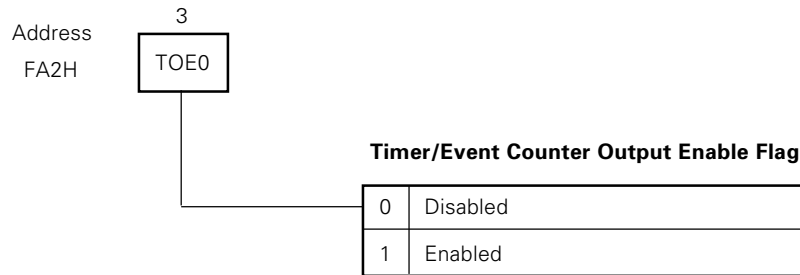 3
Address
FA2H
TOE0
Timer/Event Counter Output Enable Flag
0 Disabled
1 Enabled